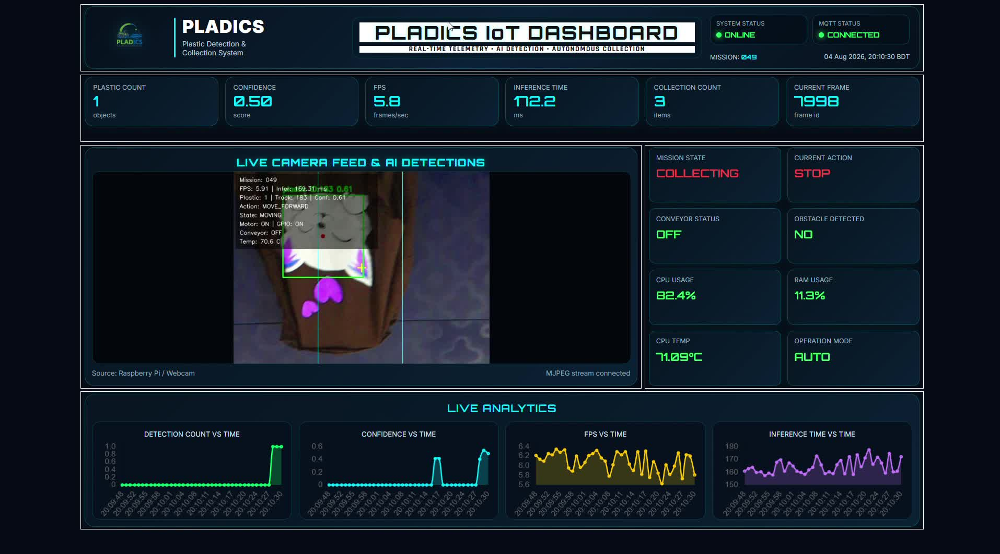 PLADICS
PLADICS
Plastic Detection &
Collection System
PLADICS IoT DASHBOARD
REAL-TIME TELEMETRY • AI DETECTION • AUTONOMOUS COLLECTION
SYSTEM STATUS
ONLINE
MQTT STATUS
CONNECTED
MISSION: 049
04 Aug 2026, 20:10:30 BDT
PLASTIC COUNT
1
objects
CONFIDENCE
0.50
score
FPS
5.8
frames/sec
INFERENCE TIME
172.2
ms
COLLECTION COUNT
3
items
CURRENT FRAME
7998
frame id
LIVE CAMERA FEED & AI DETECTIONS
Mission: 049
FPS: 5.91 | Infer: 169.31 ms
0.61
Plastic: 1 | Track: 183 | Conf: 0.61
Action: MOVE_FORWARD
State: MOVING
Motor: ON | GPIO: ON
Conveyor: OFF
Temp: 70.6 C
Source: Raspberry Pi / Webcam
MJPEG stream connected
MISSION STATE
COLLECTING
CURRENT ACTION
STOP
CONVEYOR STATUS
OFF
OBSTACLE DETECTED
NO
CPU USAGE
82.4%
RAM USAGE
11.3%
CPU TEMP
71.09°C
OPERATION MODE
AUTO
LIVE ANALYTICS
DETECTION COUNT VS TIME
1.0
0.8
0.6
0.4
0.2
0
20:09:48 20:09:52 20:09:55 20:09:58 20:10:01 20:10:04 20:10:08 20:10:11 20:10:14 20:10:17 20:10:20 20:10:24 20:10:27 20:10:30
CONFIDENCE VS TIME
0.6
0.4
0.2
0
20:09:48 20:09:52 20:09:55 20:09:58 20:10:01 20:10:04 20:10:08 20:10:11 20:10:14 20:10:17 20:10:20 20:10:24 20:10:27 20:10:30
FPS VS TIME
6.4
6.2
6.0
5.8
5.6
20:09:48 20:09:52 20:09:55 20:09:58 20:10:01 20:10:04 20:10:08 20:10:11 20:10:14 20:10:17 20:10:20 20:10:24 20:10:27 20:10:30
INFERENCE TIME VS TIME
180
170
160
150
20:09:48 20:09:52 20:09:55 20:09:58 20:10:01 20:10:04 20:10:08 20:10:11 20:10:14 20:10:17 20:10:20 20:10:24 20:10:27 20:10:30